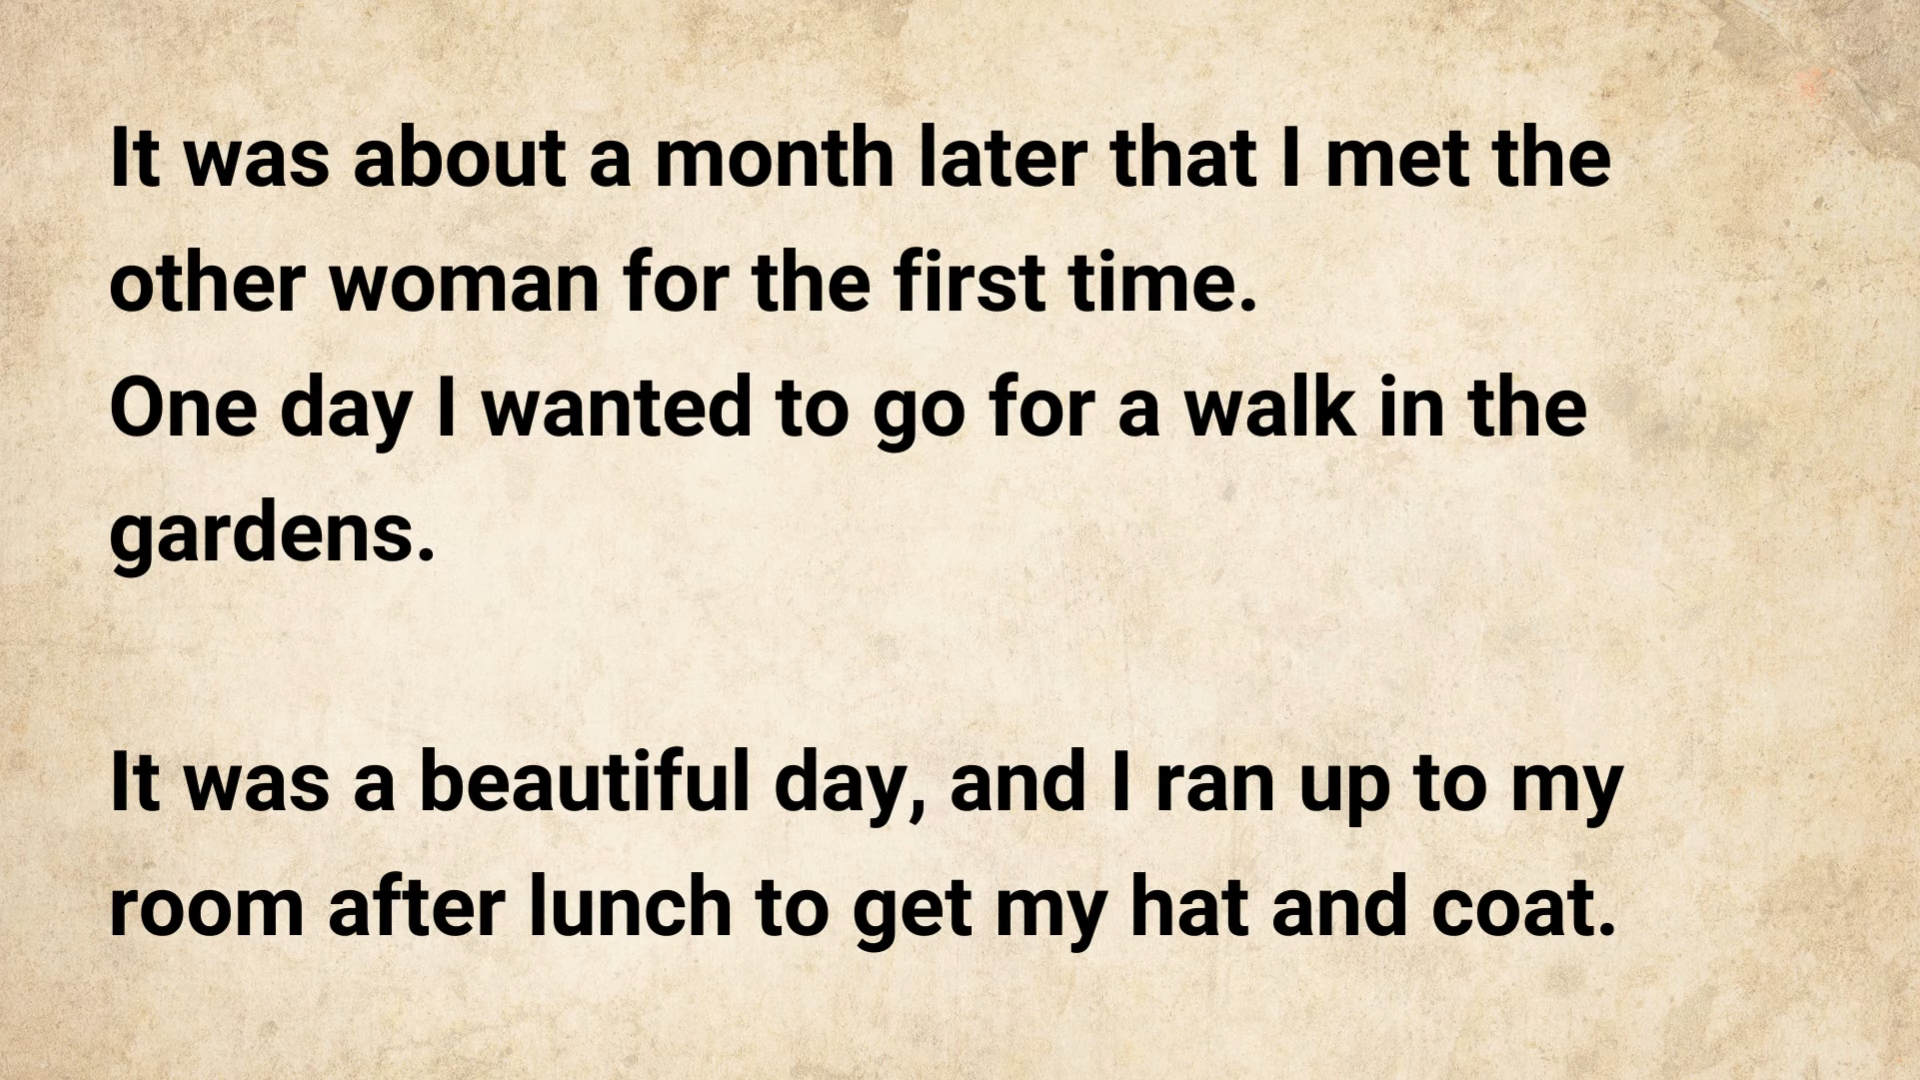 It was about a month later that I met the
other woman for the first time.
One day I wanted to go for a walk in the
gardens.
It was a beautiful day, and I ran up to my
room after lunch to get my hat and coat.